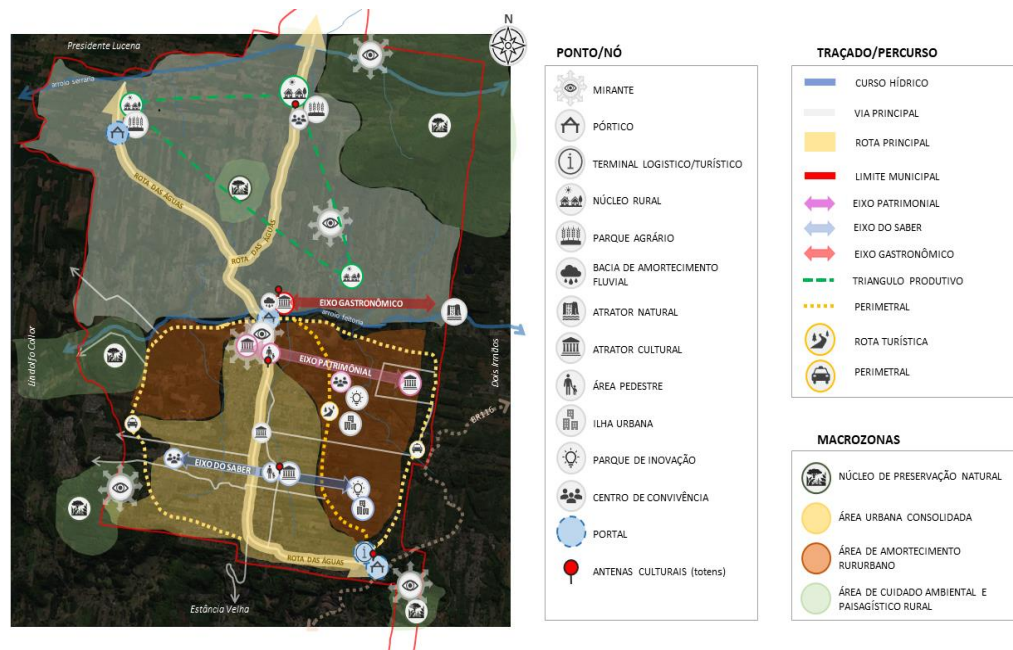 Presidente Lucena
N
arroio serraria
ROTA DAS ÁGUAS
ROTA DAS ÁGUAS
EIXO GASTRONÔMICO
arroio feitoria
Lindolfo Collor
Dois Irmãos
EIXO PATRIMÔNIAL
BR116
EIXO DO SABER
ROTA DAS ÁGUAS
Estância Velha
PONTO/NÓ
MIRANTE
PÓRTICO
TERMINAL LOGISTICO/TURÍSTICO
NÚCLEO RURAL
PARQUE AGRÁRIO
BACIA DE AMORTECIMENTO
FLUVIAL
ATRATOR NATURAL
ATRATOR CULTURAL
ÁREA PEDESTRE
ILHA URBANA
PARQUE DE INOVAÇÃO
CENTRO DE CONVIVÊNCIA
PORTAL
ANTENAS CULTURAIS (totens)
TRAÇADO/PERCURSO
CURSO HÍDRICO
VIA PRINCIPAL
ROTA PRINCIPAL
LIMITE MUNICIPAL
EIXO PATRIMONIAL
EIXO DO SABER
EIXO GASTRONÔMICO
TRIANGULO PRODUTIVO
PERIMETRAL
ROTA TURÍSTICA
PERIMETRAL
MACROZONAS
NÚCLEO DE PRESERVAÇÃO NATURAL
ÁREA URBANA CONSOLIDADA
ÁREA DE AMORTECIMENTO
RURURBANO
ÁREA DE CUIDADO AMBIENTAL E
PAISAGÍSTICO RURAL